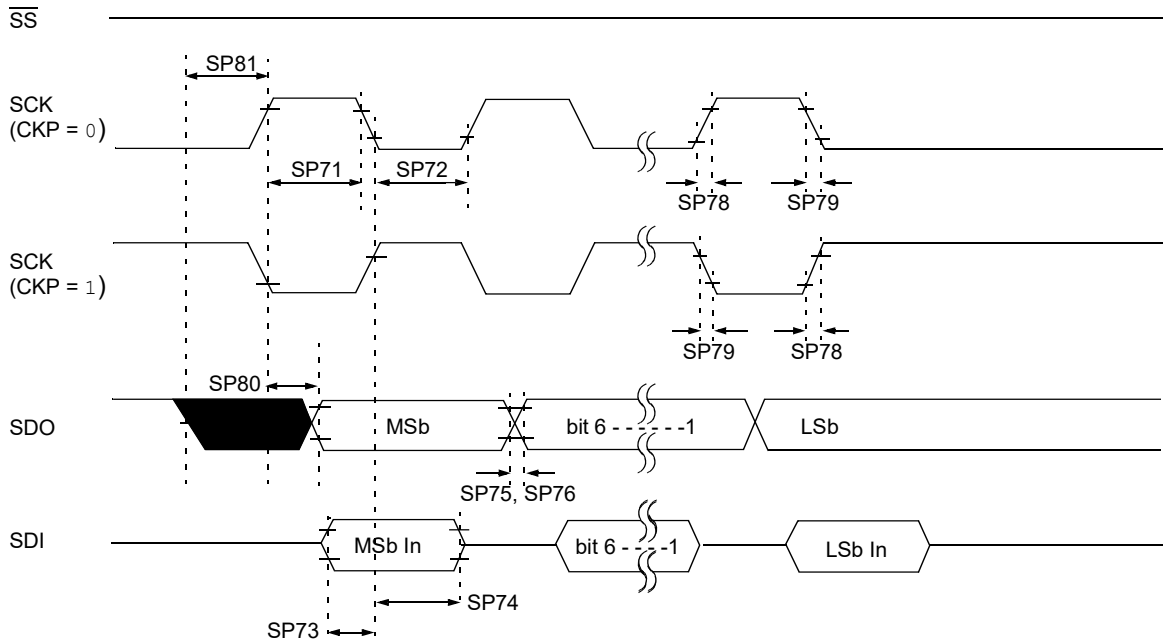 SS
SP81
SCK
(CKP = 0)
SP71
SP72
SP78
SP79
SCK
(CKP = 1)
SP79
SP78
SP80
SDO
MSb
bit 6 - - - - - - -1
LSb
SP75, SP76
SDI
MSb In
bit 6 - - - - -1
LSb In
SP74
SP73